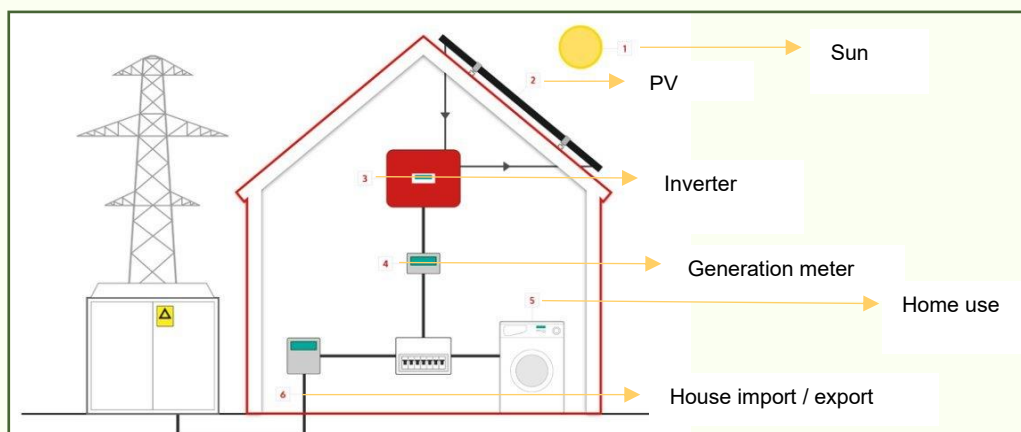 1
Sun
2
PV
3
Inverter
4
Generation meter
5
Home use
6
House import / export